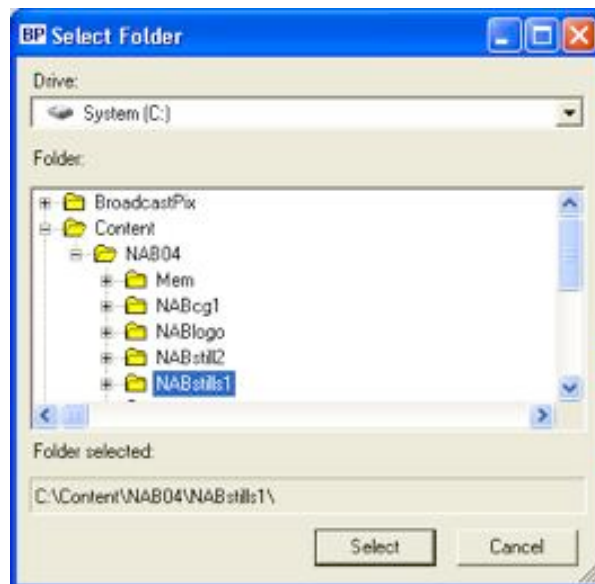 BP Select Folder
Drive:
System (C:)
Folder:
BroadcastPix
Content
NAB04
Mem
NABcg1
NABlogo
NABstill2
NABstills1
Folder selected:
C:\Content\NAB04\NABstills1\
Select Cancel